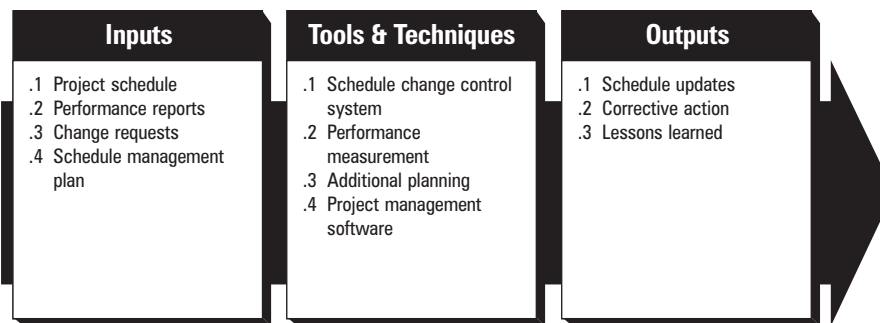 Inputs
.1 Project schedule
.2 Performance reports
.3 Change requests
.4 Schedule management
plan
Tools & Techniques
.1 Schedule change control
system
.2 Performance
measurement
.3 Additional planning
.4 Project management
software
Outputs
.1 Schedule updates
.2 Corrective action
.3 Lessons learned